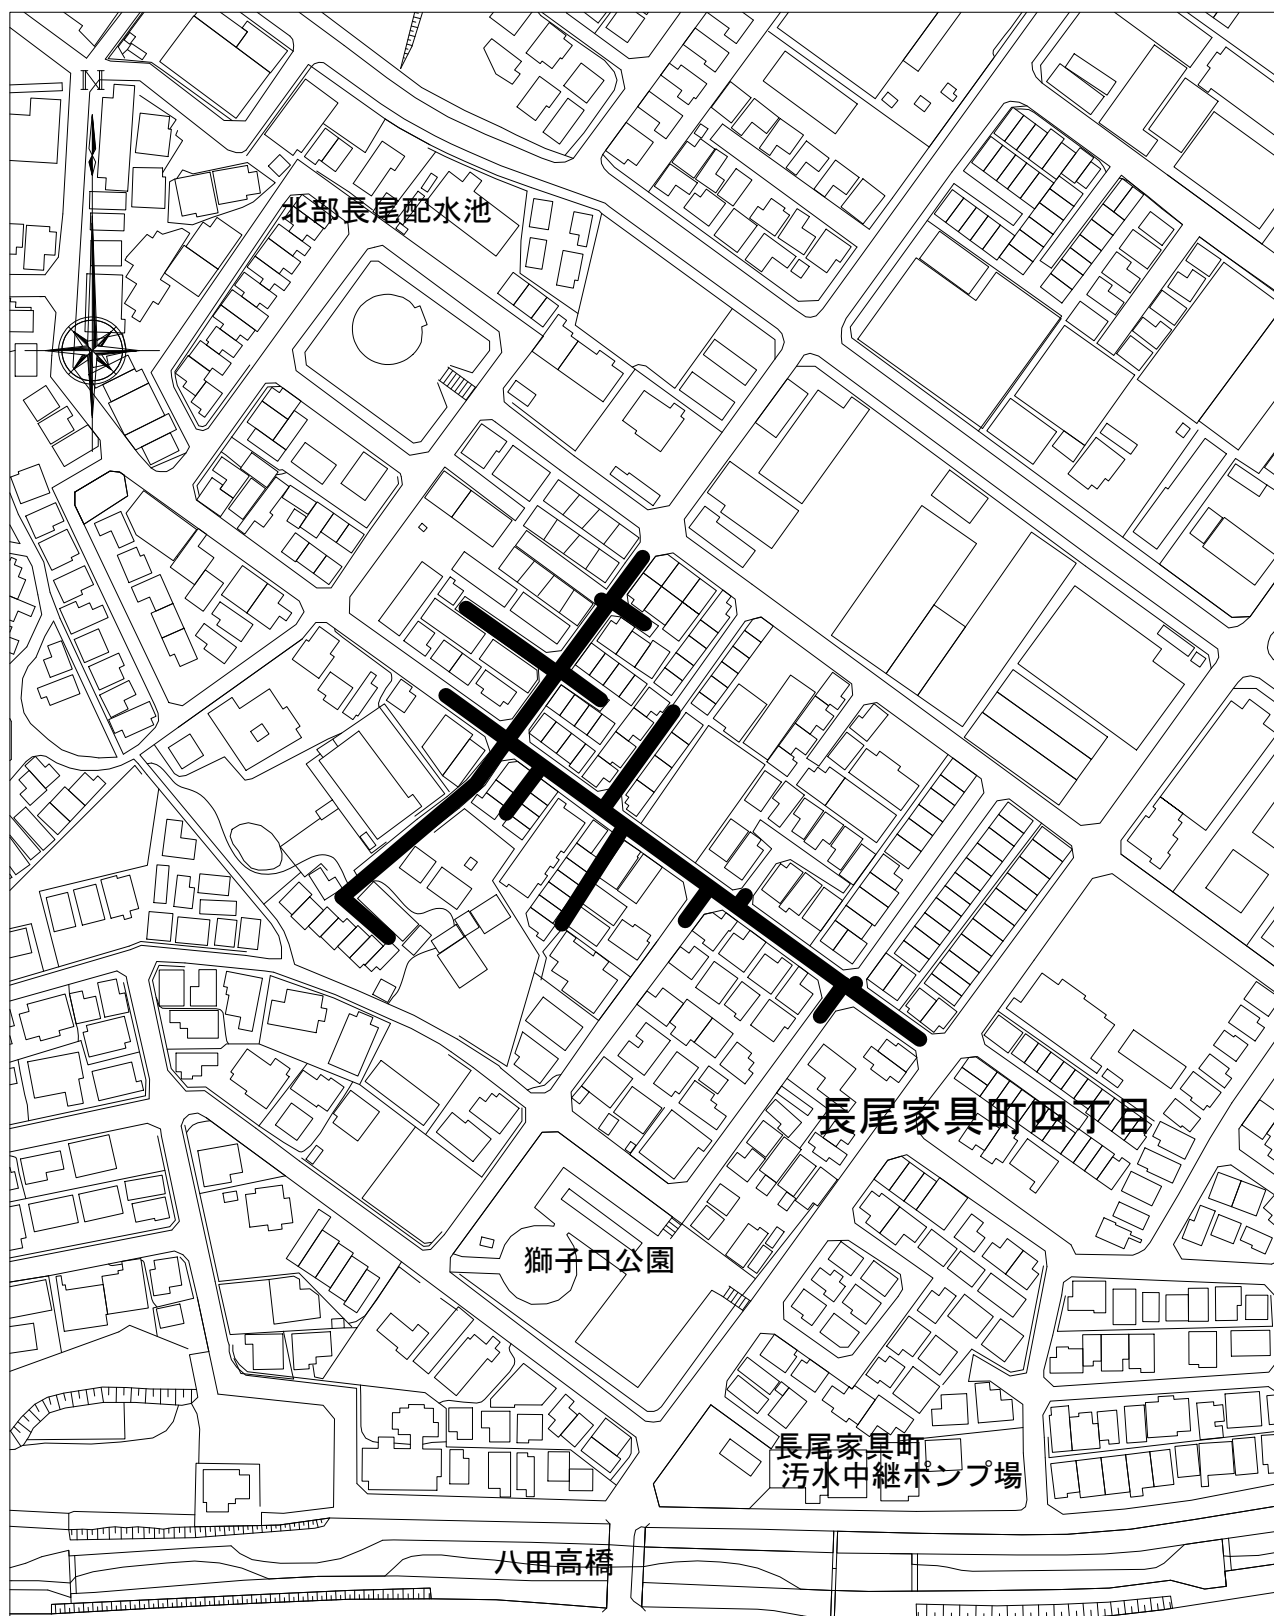 N
北部長尾配水池
長尾家具町四丁目
獅子口公園
長尾家具町
汚水中継ポンプ場
八田高橋